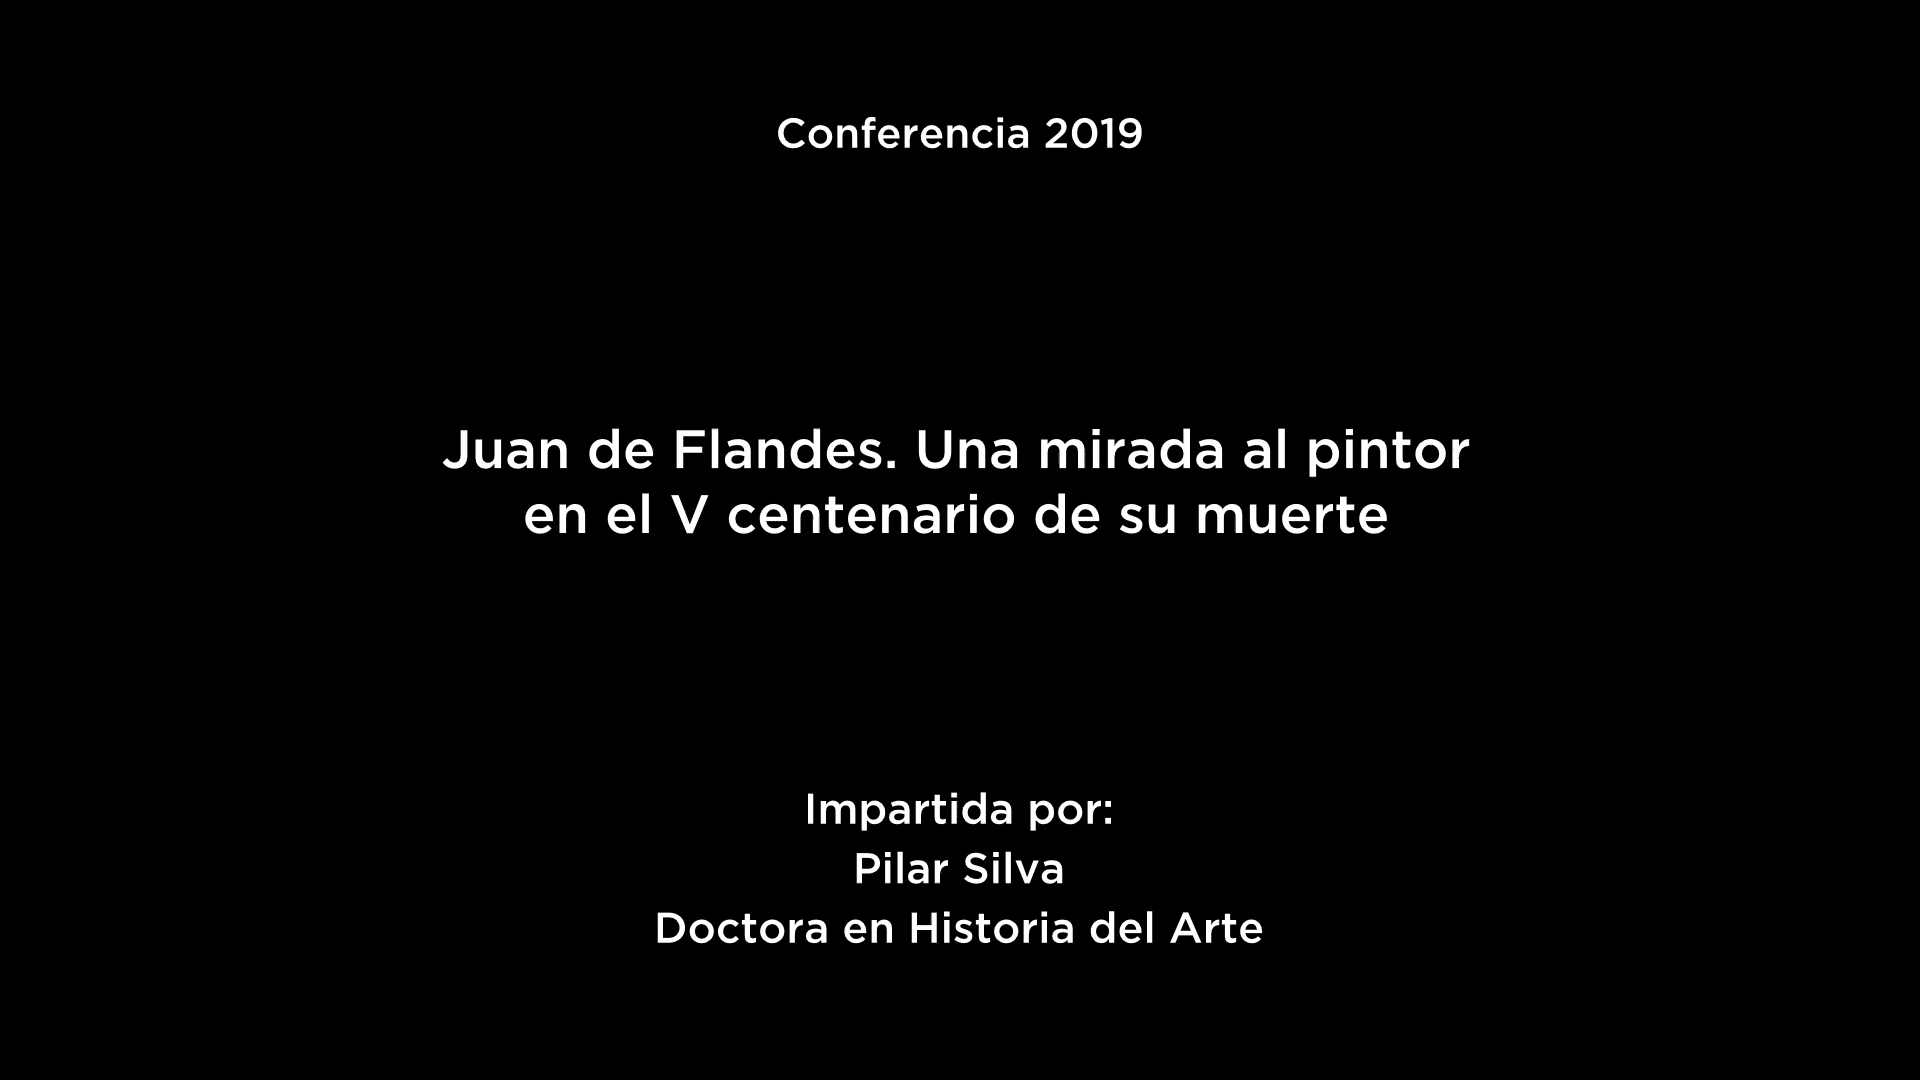 Conferencia 2019
Juan de Flandes. Una mirada al pintor
en el V centenario de su muerte
Impartida por:
Pilar Silva
Doctora en Historia del Arte